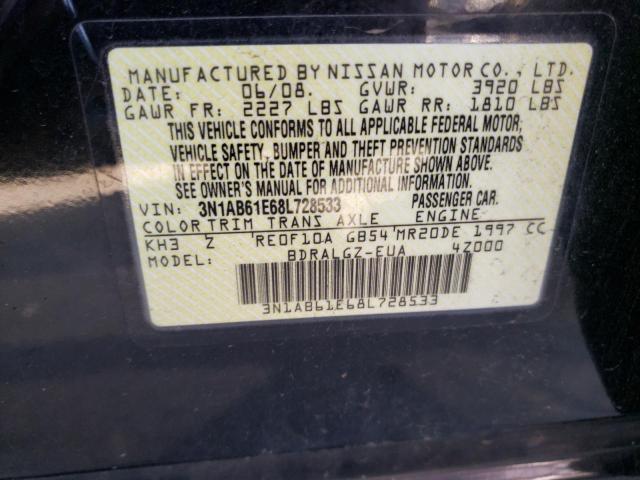 MANUFACTURED BY NISSAN MOTOR CO., LTD.
DATE: 06/08. GVWR: 3920 LBS
GAWR FR: 2227 LBS GAWR RR: 1810 LBS
THIS VEHICLE CONFORMS TO ALL APPLICABLE FEDERAL MOTOR,
VEHICLE SAFETY, BUMPER AND THEFT PREVENTION STANDARDS
IN EFFECT ON THE DATE OF MANUFACTURE SHOWN ABOVE.
SEE OWNER'S MANUAL FOR ADDITIONAL INFORMATION
VIN: 3N1AB61E68L728533 PASSENGER CAR.
COLOR TRIM TRANS AXLE ENGINE
KH3 Z RE0F10A GB54 MR20DE 1997 CC
MODEL: BDRALGZ-EUA 4Z000
3N1AB61E68L728533